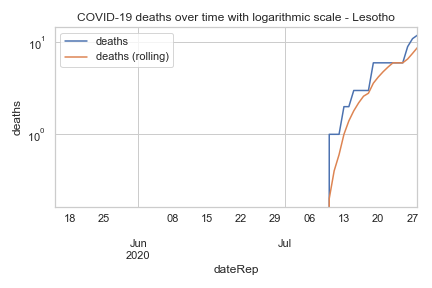 COVID-19 deaths over time with logarithmic scale - Lesotho
deaths
deaths (rolling)
deaths
10¹
10⁰
18 25 08 15 22 29 06 13 20 27
Jun Jul
2020
dateRep